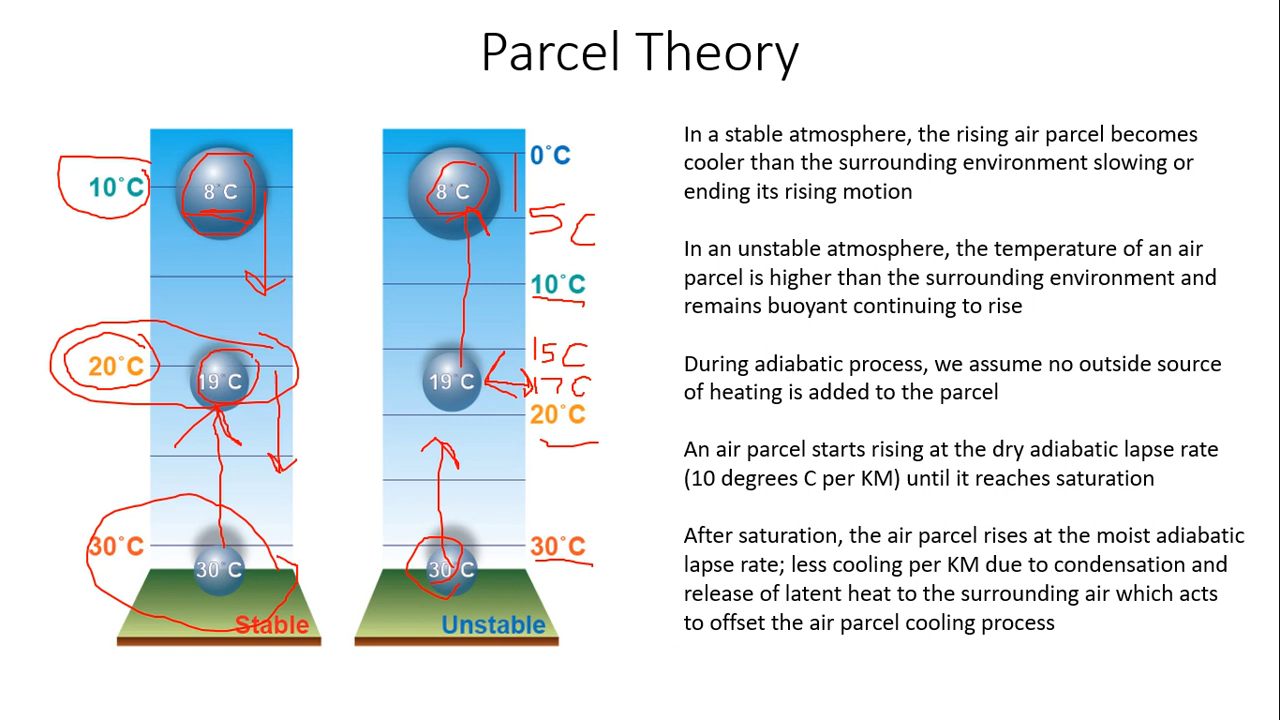 Parcel Theory
10°C
8°C
20°C
19°C
30°C
30°C
Stable
8°C
0°C
5C
10°C
15C
19°C
17C
20°C
30°C
30°C
Unstable
In a stable atmosphere, the rising air parcel becomes
cooler than the surrounding environment slowing or
ending its rising motion
In an unstable atmosphere, the temperature of an air
parcel is higher than the surrounding environment and
remains buoyant continuing to rise
During adiabatic process, we assume no outside source
of heating is added to the parcel
An air parcel starts rising at the dry adiabatic lapse rate
(10 degrees C per KM) until it reaches saturation
After saturation, the air parcel rises at the moist adiabatic
lapse rate; less cooling per KM due to condensation and
release of latent heat to the surrounding air which acts
to offset the air parcel cooling process